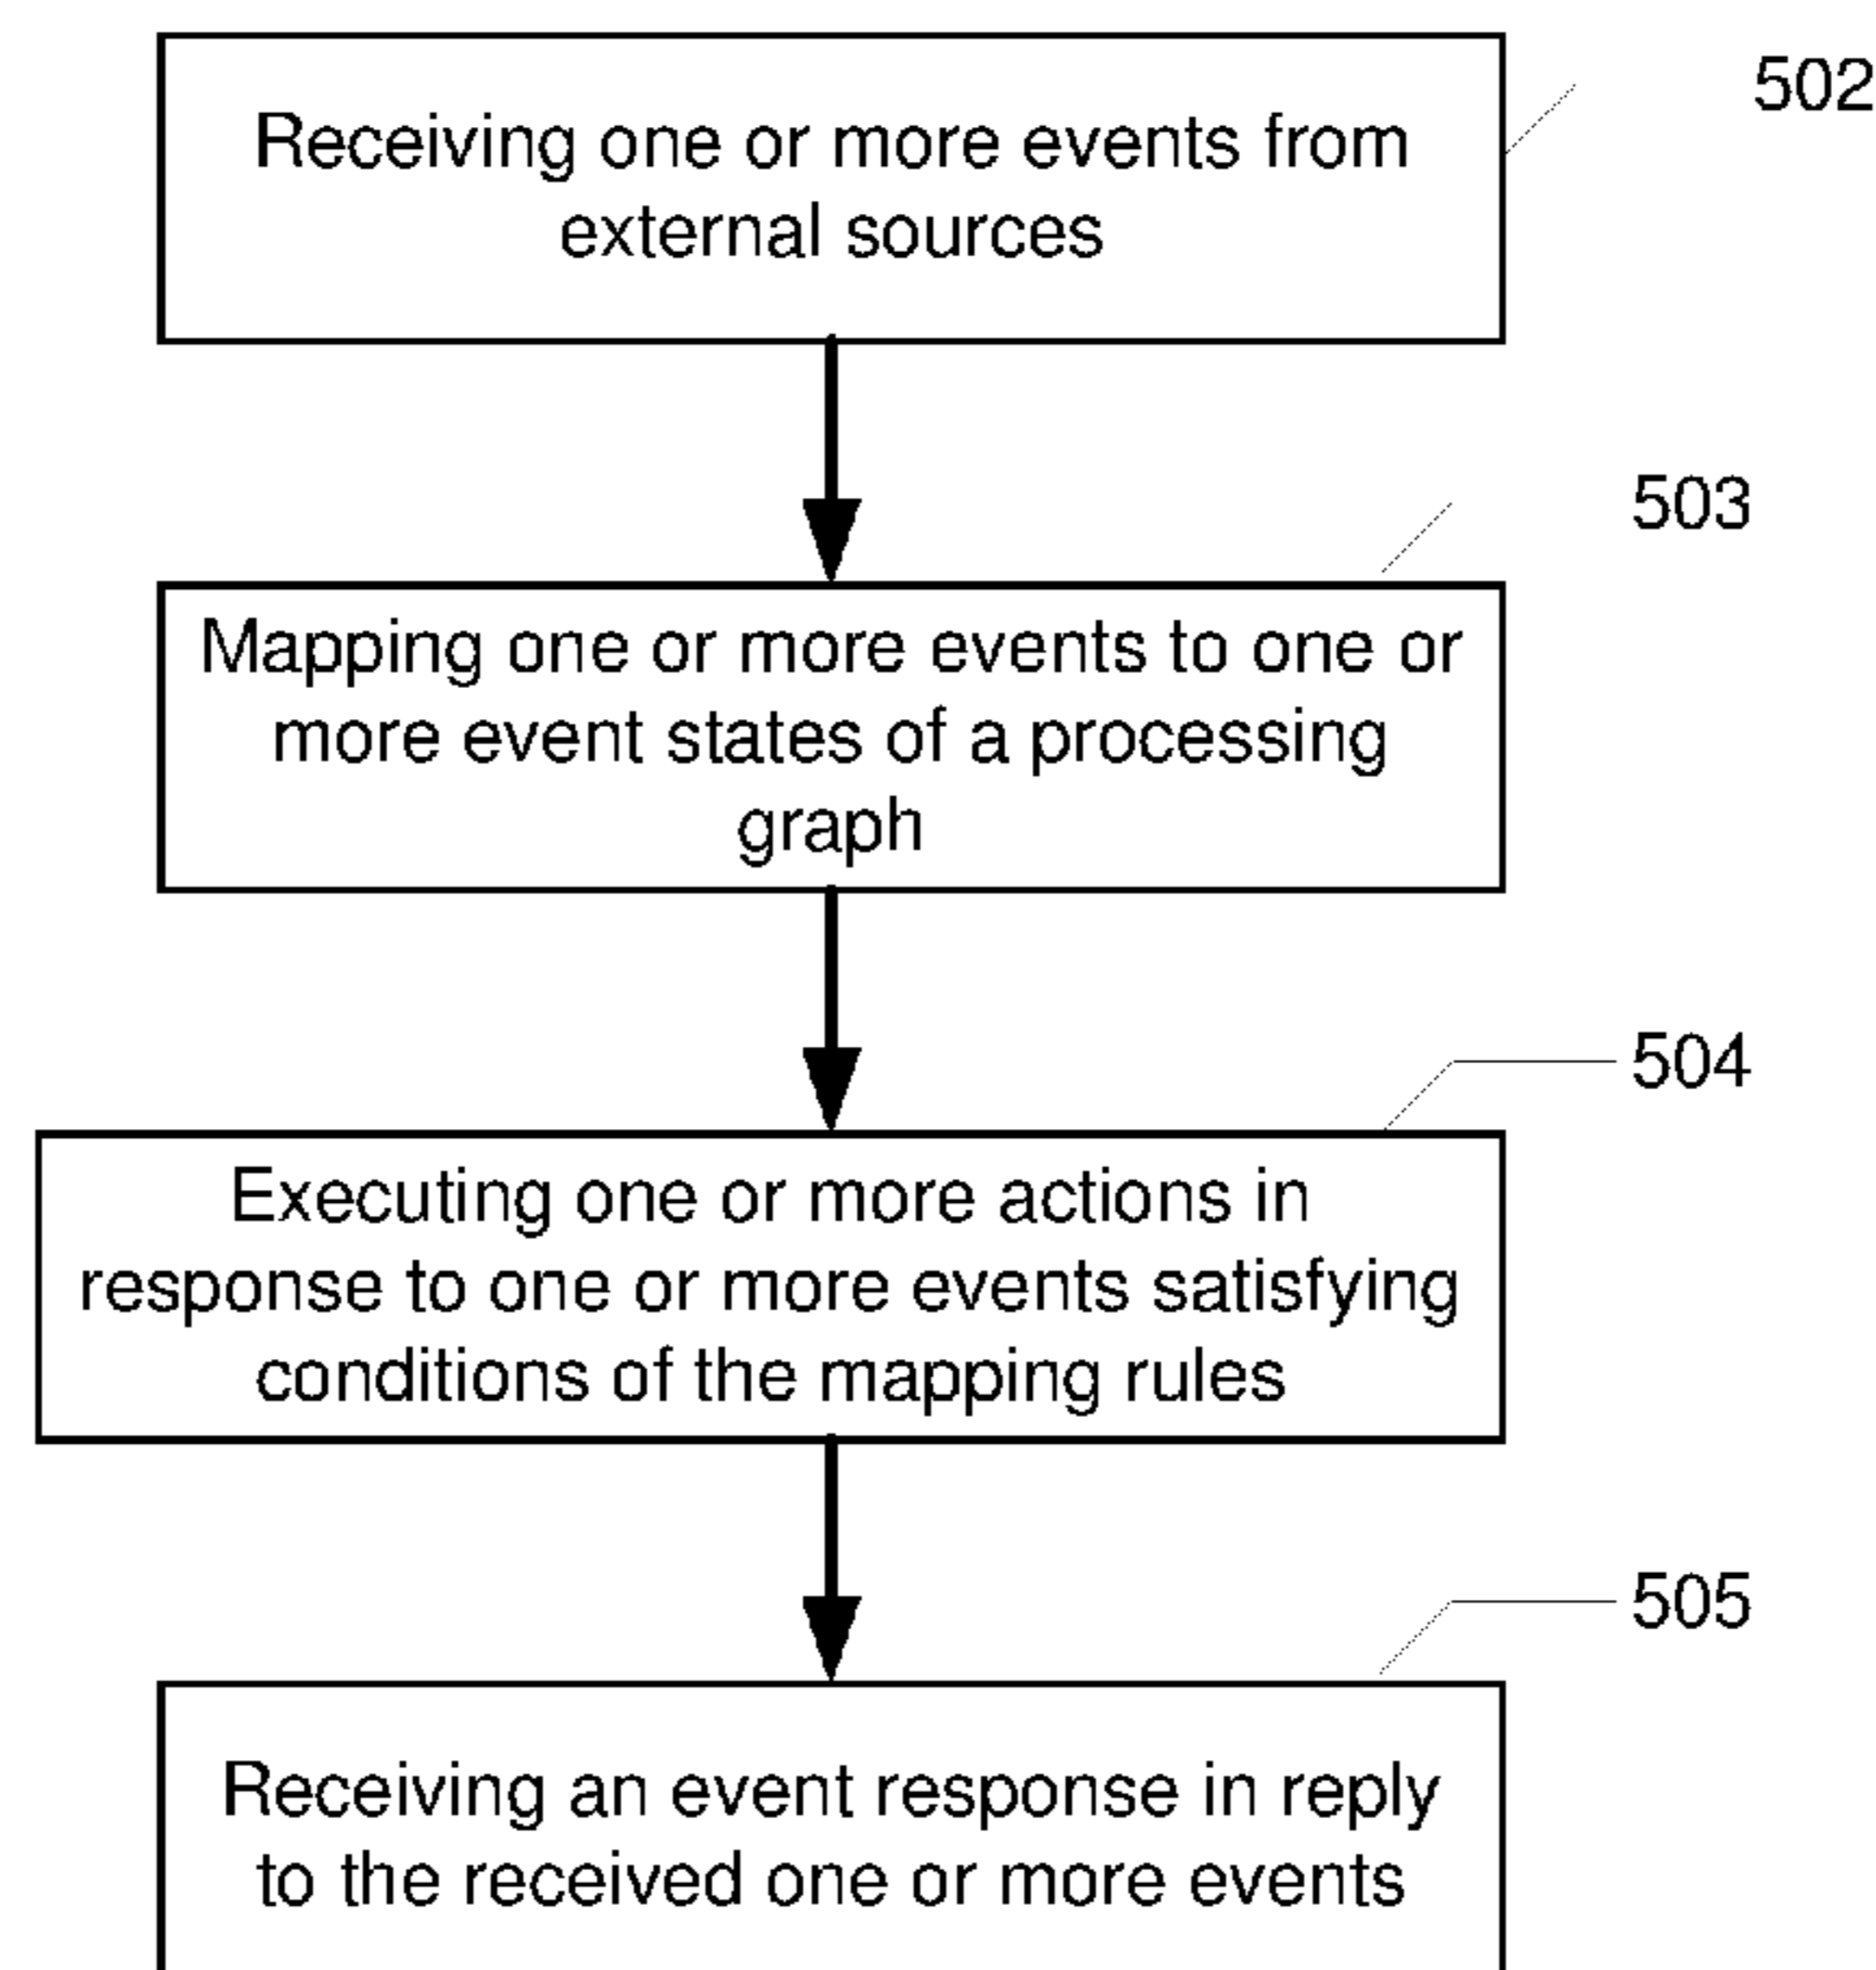 502
Receiving one or more events from
external sources
503
Mapping one or more events to one or
more event states of a processing
graph
504
Executing one or more actions in
response to one or more events satisfying
conditions of the mapping rules
505
Receiving an event response in reply
to the received one or more events